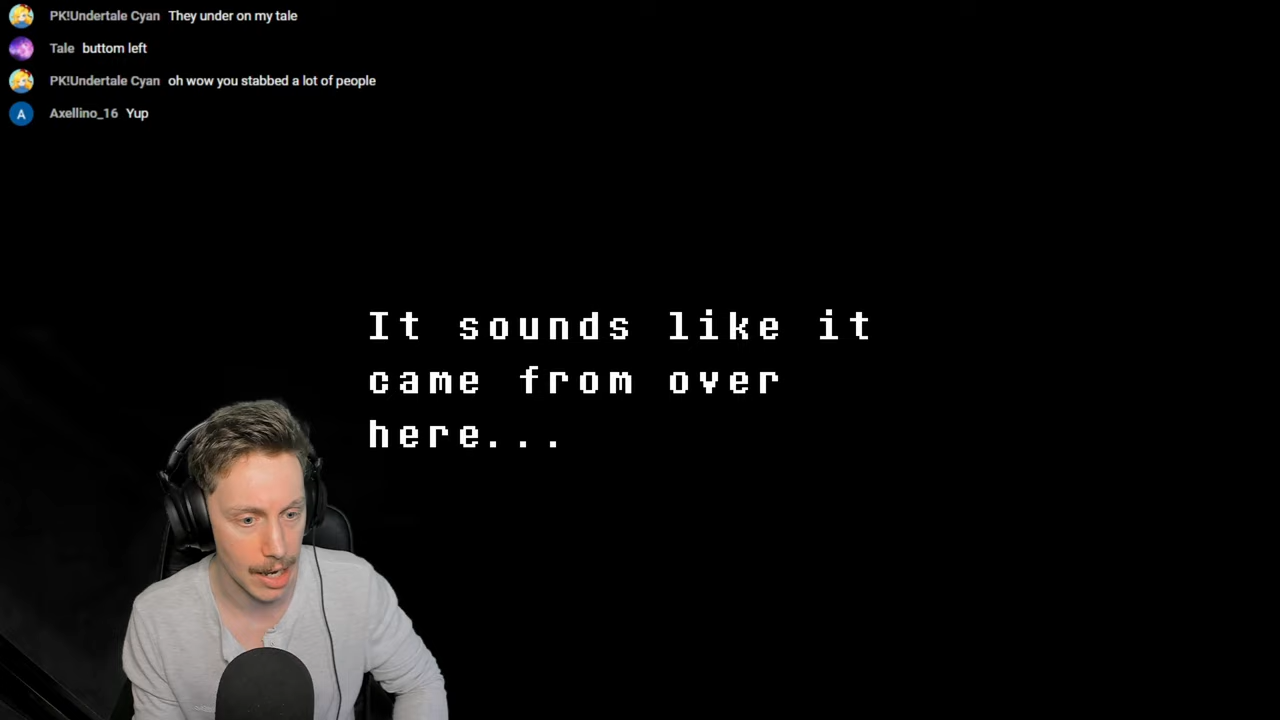 PK!Undertale Cyan They under on my tale
Tale buttom left
PK!Undertale Cyan oh wow you stabbed a lot of people
A Axellino_16 Yup
It sounds like it
came from over
here...